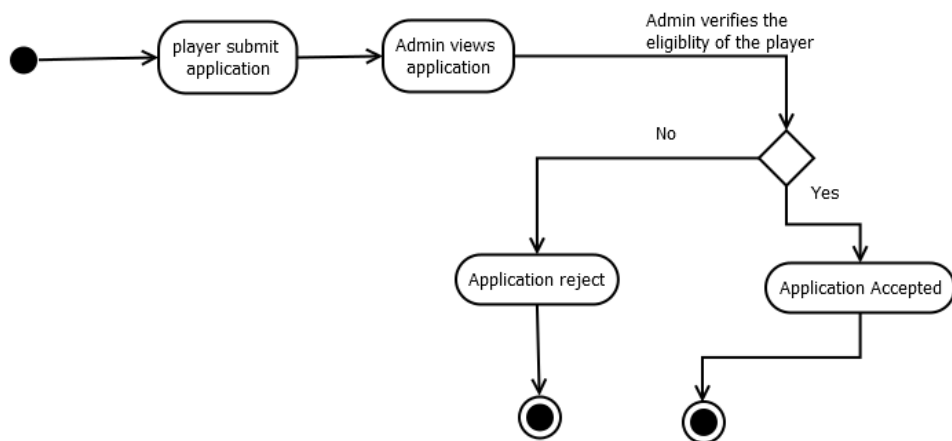 player submit
application
Admin views
application
Admin verifies the
eligiblity of the player
No
Yes
Application reject
Application Accepted